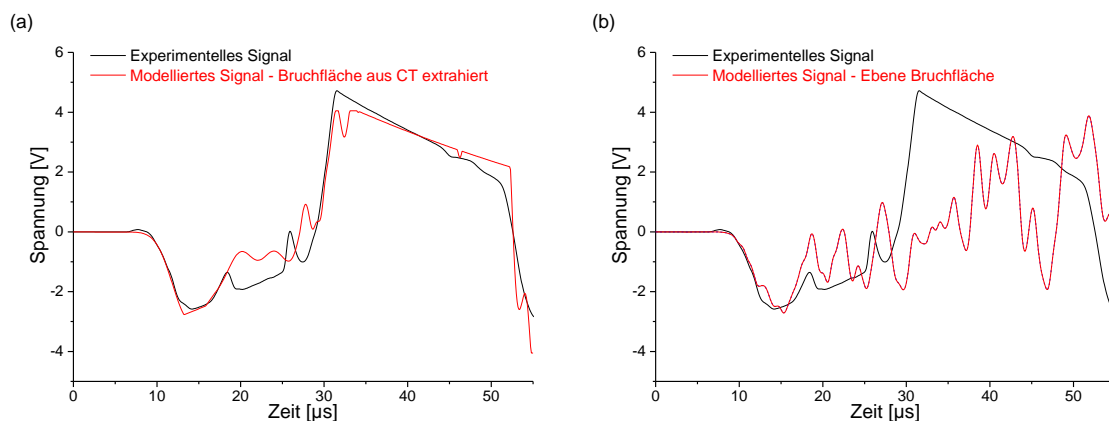 (a)
Experimentelles Signal
Modelliertes Signal - Bruchfläche aus CT extrahiert
Spannung [V]
6
4
2
0
-2
-4
0 10 20 30 40 50
Zeit [µs]
(b)
Experimentelles Signal
Modelliertes Signal - Ebene Bruchfläche
Spannung [V]
6
4
2
0
-2
-4
0 10 20 30 40 50
Zeit [µs]